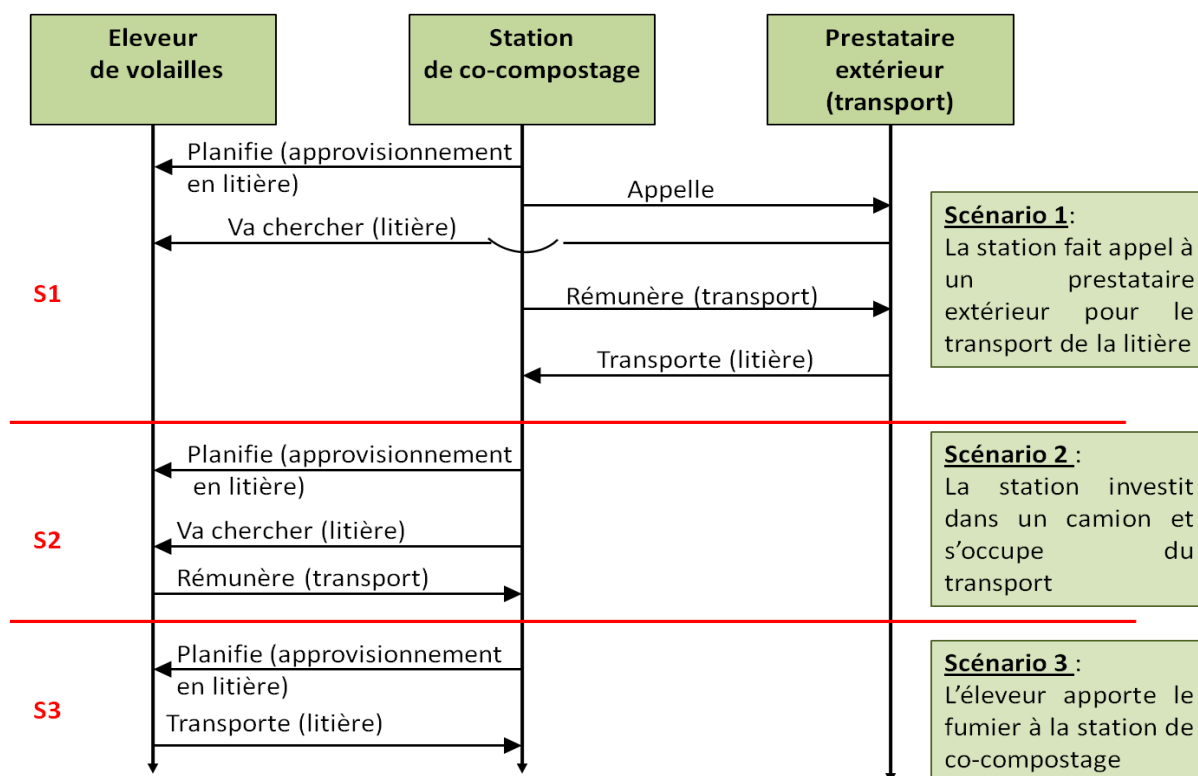 Eleveur
de volailles
Station
de co-compostage
Prestataire
extérieur
(transport)
Planifie (approvisionnement
en litière)
Appelle
Va chercher (litière)
S1
Rémunère (transport)
Transporte (litière)
Scénario 1:
La station fait appel à
un prestataire
extérieur pour le
transport de la litière
Planifie (approvisionnement
en litière)
S2
Va chercher (litière)
Rémunère (transport)
Scénario 2 :
La station investit
dans un camion et
s’occupe du
transport
Planifie (approvisionnement
en litière)
S3
Transporte (litière)
Scénario 3 :
L’éleveur apporte le
fumier à la station de
co-compostage